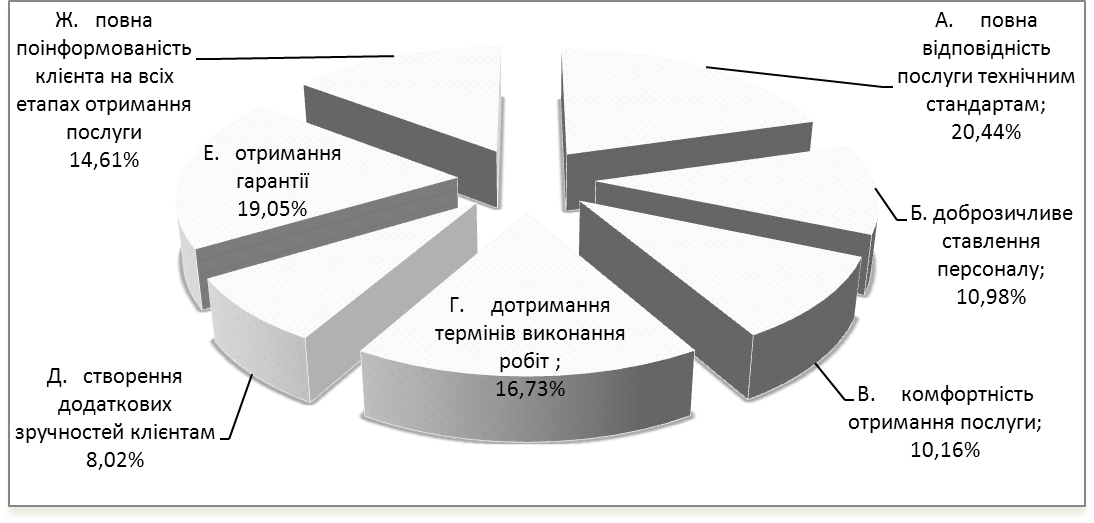 Ж. повна
поінформованість
клієнта на всіх
етапах отримання
послуги
14,61%
А. повна
відповідність
послуги технічним
стандартам;
20,44%
Е. отримання
гарантії
19,05%
Б. доброзичливе
ставлення
персоналу;
10,98%
Г. дотримання
термінів виконання
робіт ;
16,73%
Д. створення
додаткових
зручностей клієнтам
8,02%
В. комфортність
отримання послуги;
10,16%